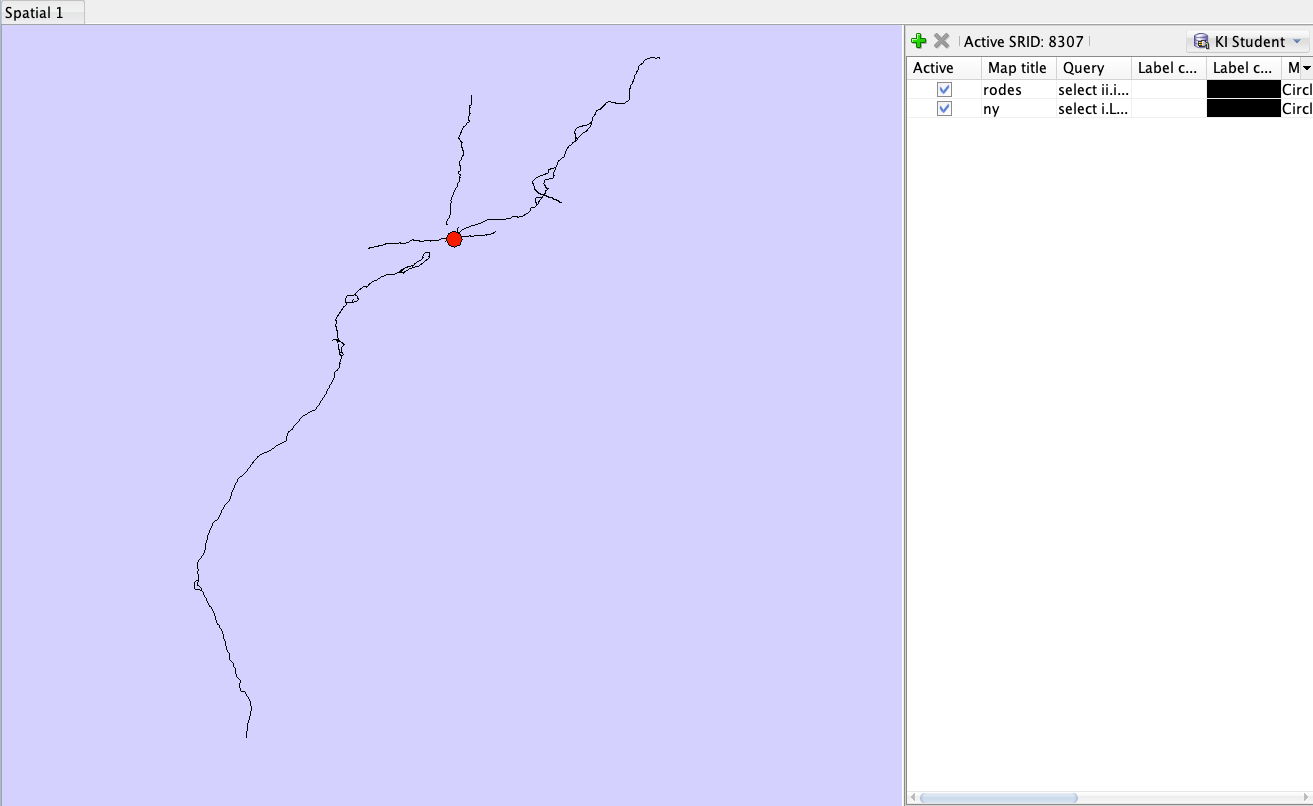 Spatial 1
Active SRID: 8307 KI Student
Active Map title Query Label c... Label c... M
rodes select ii.i... Circl
ny select i.L... Circl